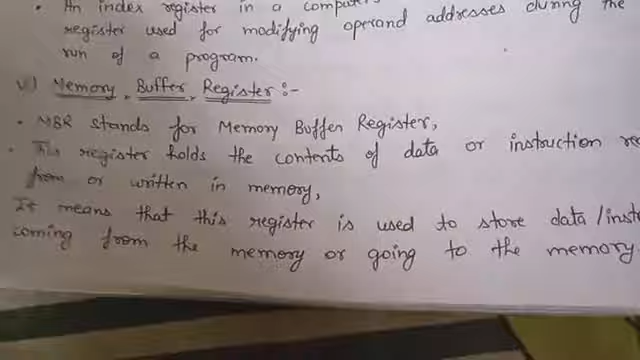 • An index register in a computer
register used for modifying operand addresses during the
run of a program.
v) Memory Buffer Register :-
• MBR stands for Memory Buffer Register,
• This register holds the contents of data or instruction
from or written in memory,
It means that this register is used to store data /
coming from the memory or going to the memory.